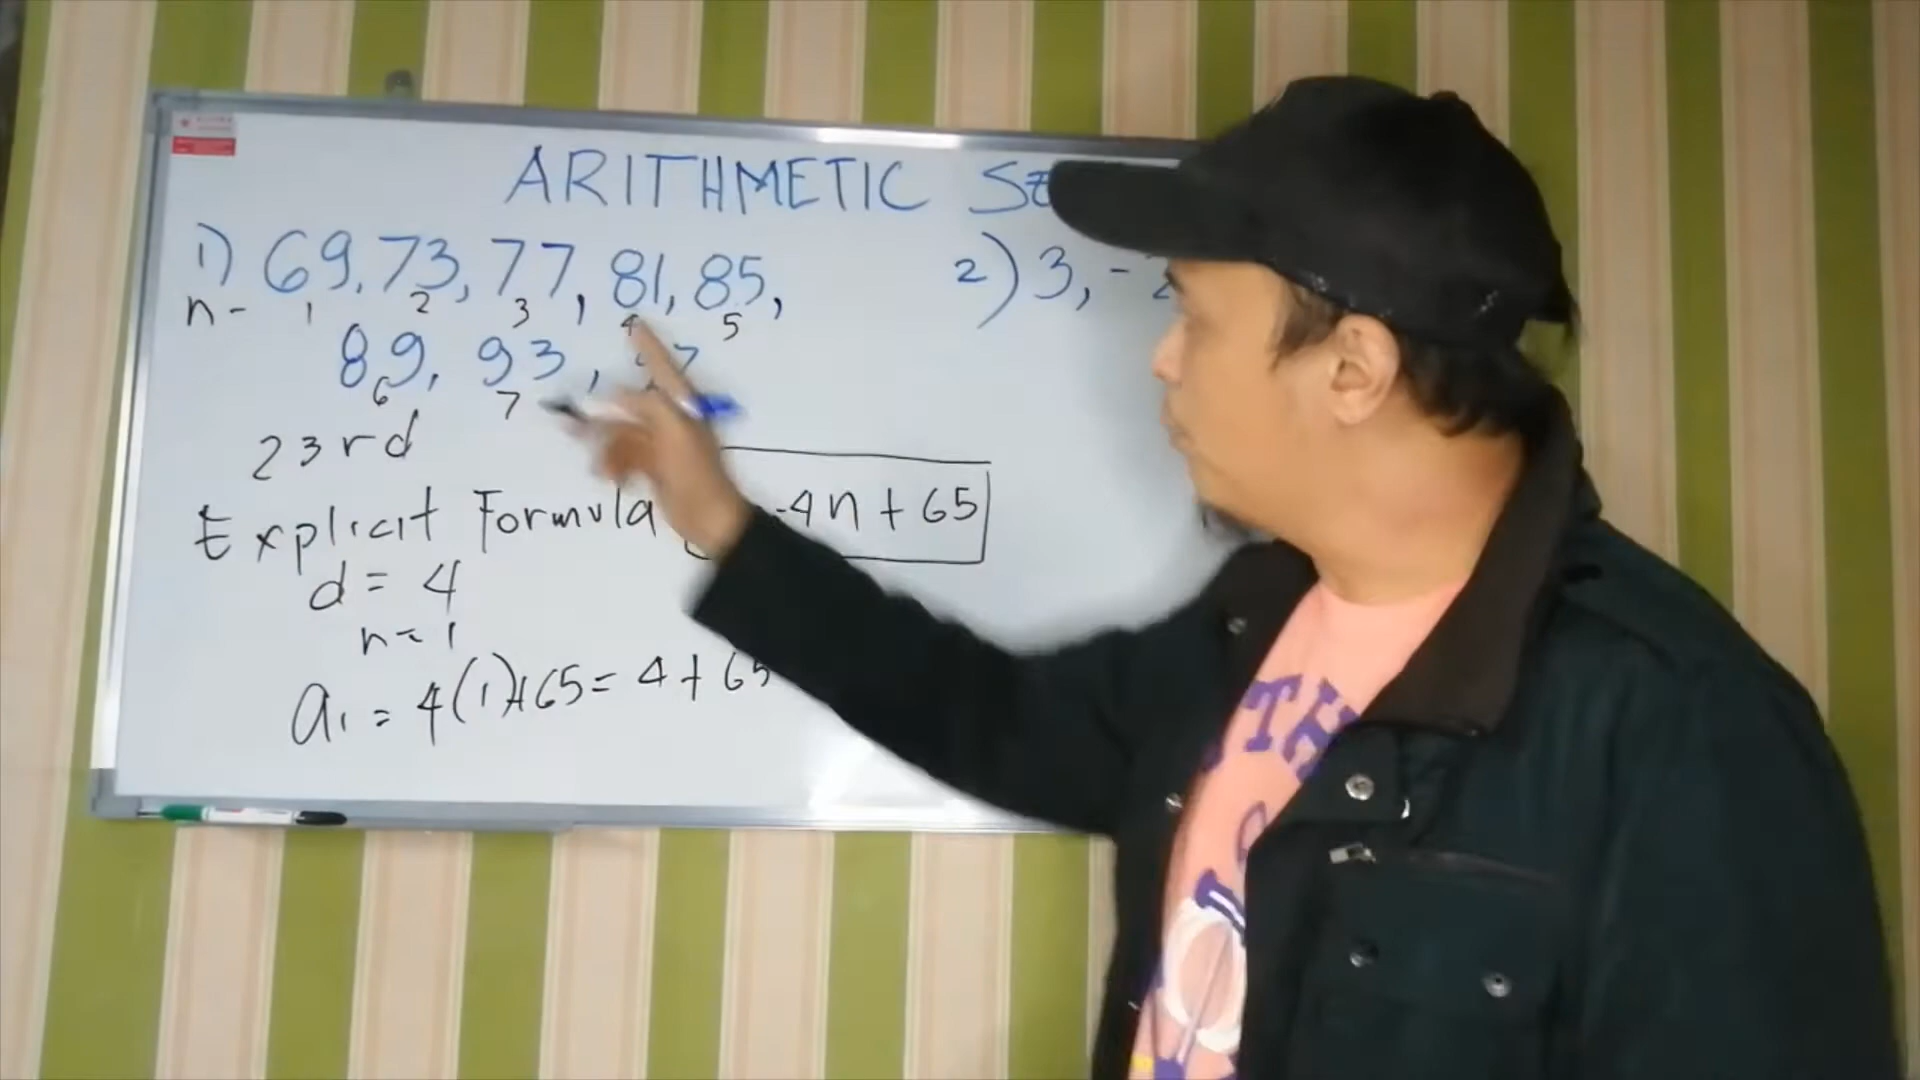 ARITHMETIC SE
1) 69, 73, 77, 81, 85,
n- 1 2 3 4 5
89, 93,
6 7
2) 3, -2
23rd
Explicit Formula
4n + 65
d = 4
n = 1
a1 = 4(1)+65 = 4 + 65
TH